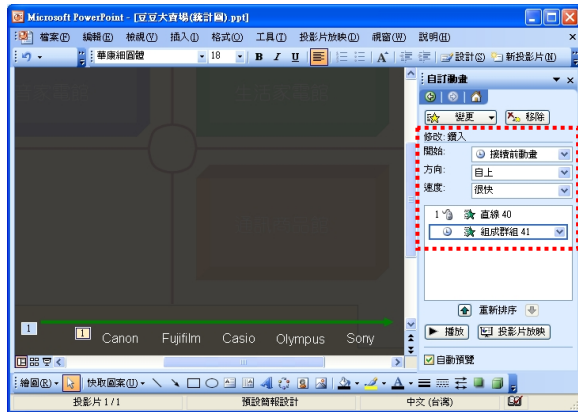 Microsoft PowerPoint - [豆豆大賣場(統計圖).ppt]
檔案(F) 編輯(E) 檢視(V) 插入(I) 格式(O) 工具(T) 投影片放映(D) 視窗(W) 說明(H)
華康細圓體 18 B I U 設計(S) 新投影片(N)
自訂動畫
變更 移除
修改: 鑽入
開始: 接續前動畫
方向: 自上
速度: 很快
1 直線 40
組成群組 41
重新排序
播放 投影片放映
自動預覽
1
1 Canon Fujifilm Casio Olympus Sony
繪圖(R) 快取圖案(U)
投影片 1 / 1 預設簡報設計 中文 (台灣)